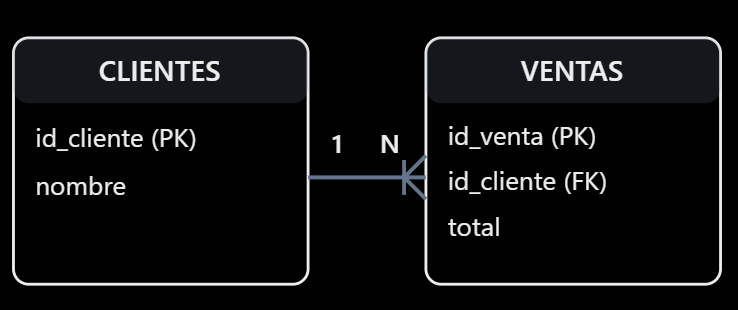 CLIENTES
id_cliente (PK)
nombre
1 N
VENTAS
id_venta (PK)
id_cliente (FK)
total